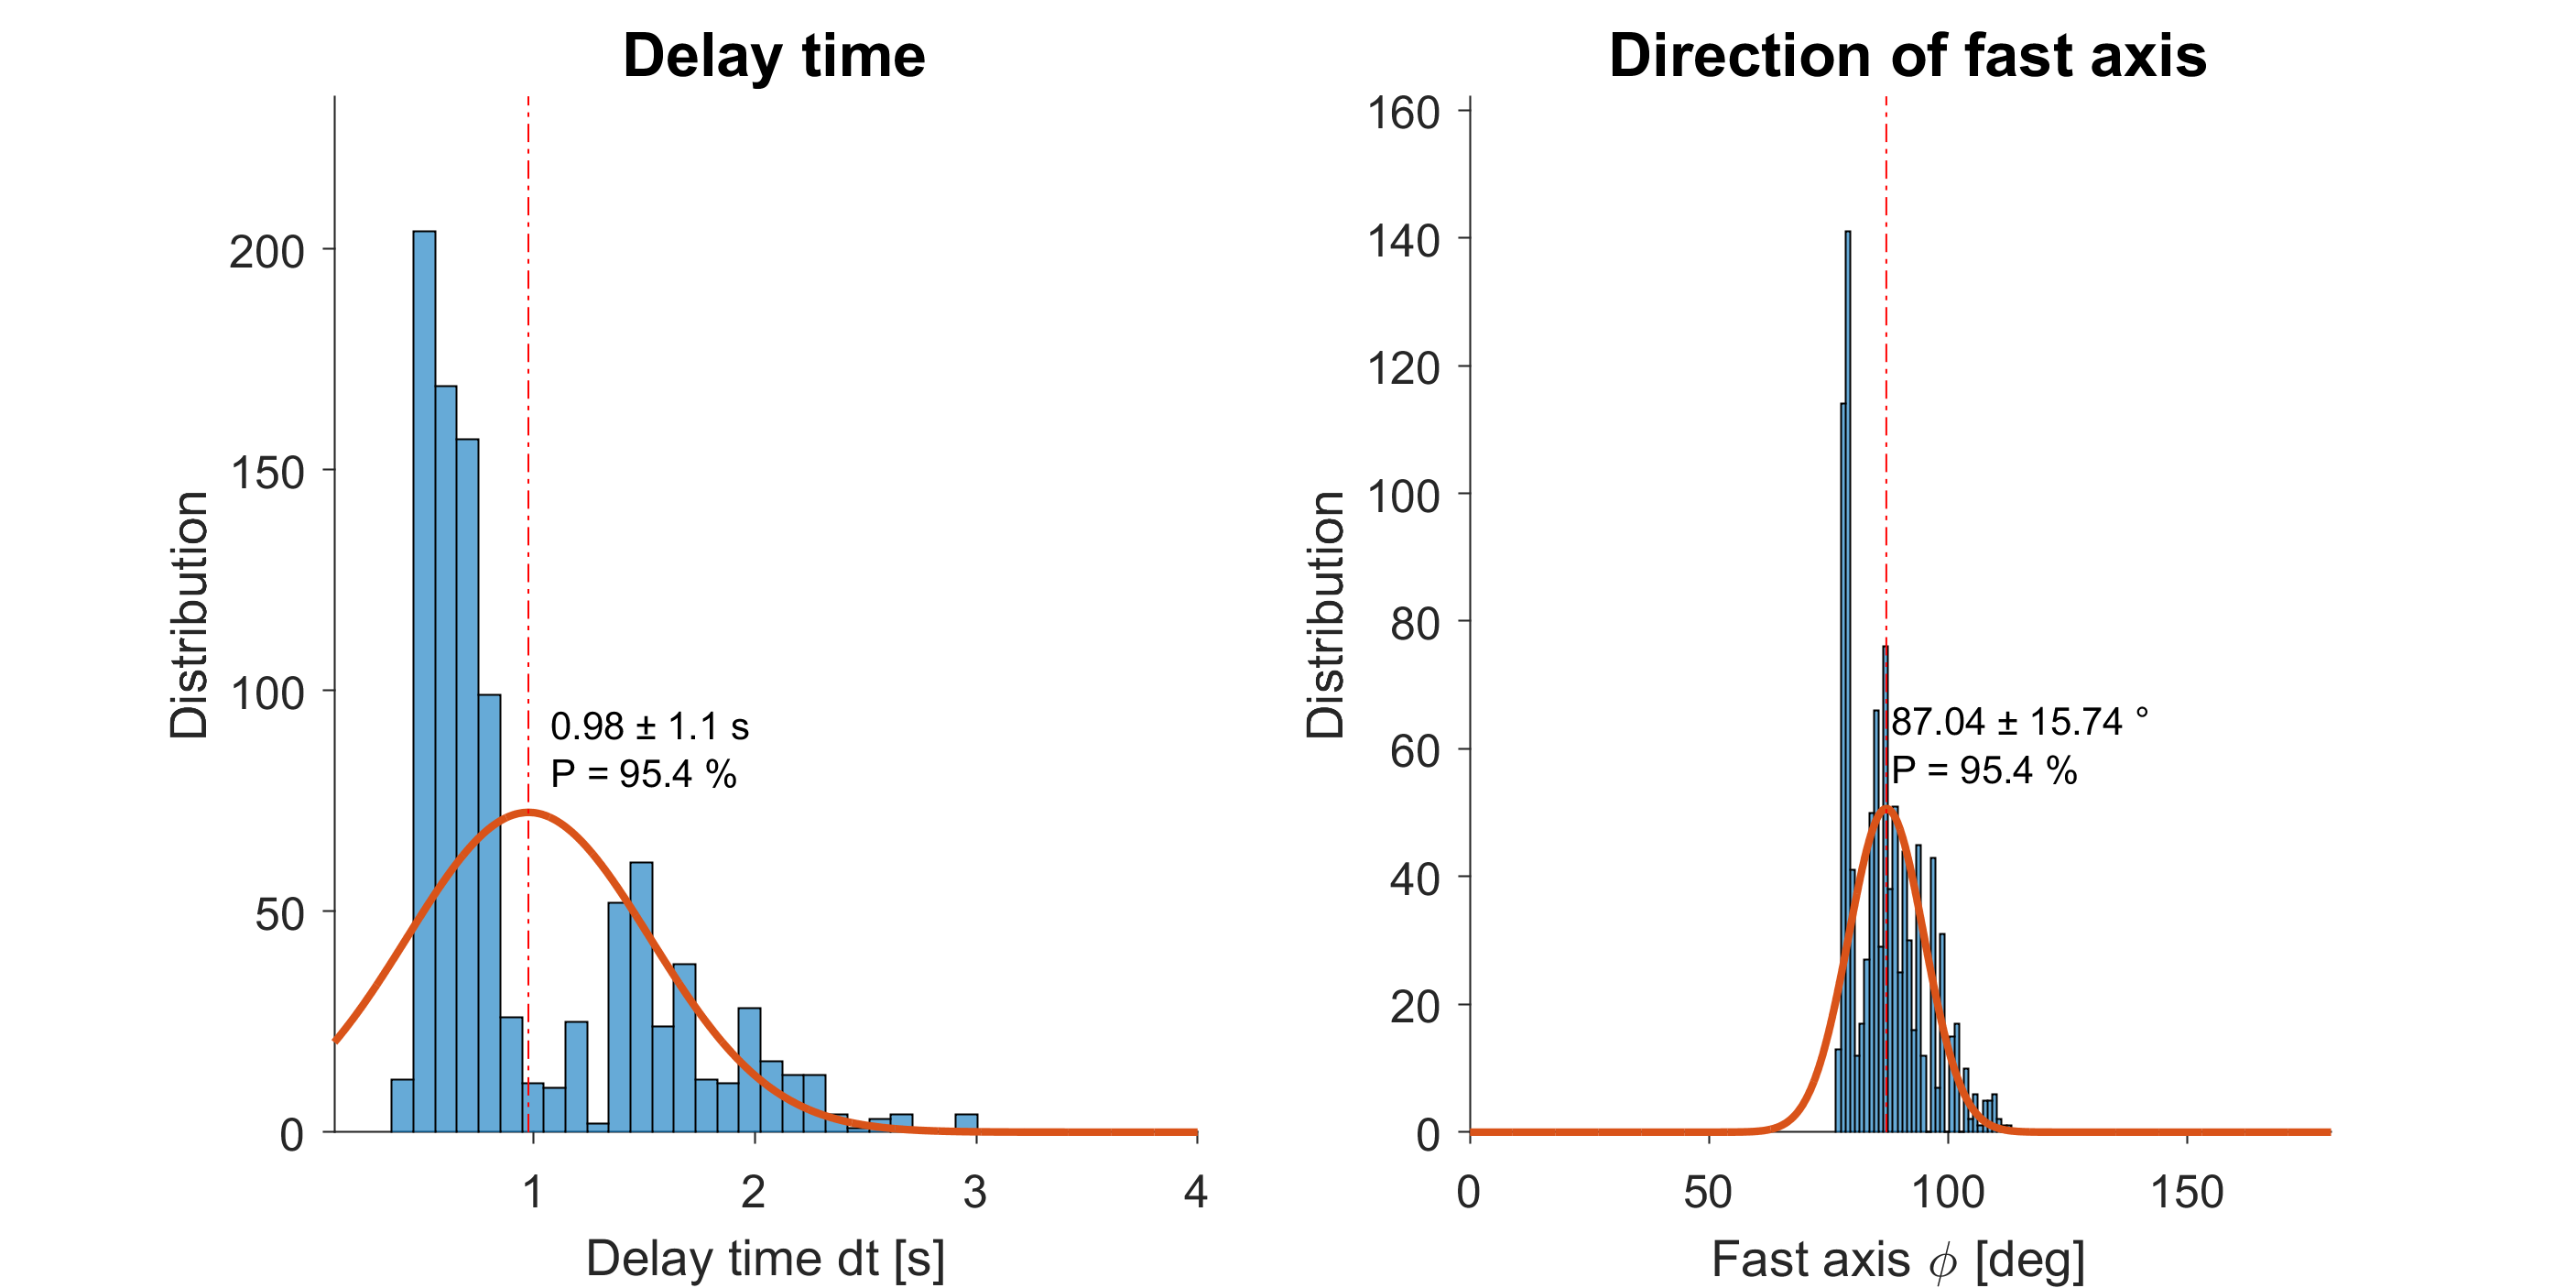 Delay time
Distribution
200
150
100
50
0
0.98 ± 1.1 s
P = 95.4 %
1
2
3
4
Delay time dt [s]
Direction of fast axis
Distribution
160
140
120
100
80
60
40
20
0
87.04 ± 15.74 °
P = 95.4 %
0
50
100
150
Fast axis ϕ [deg]